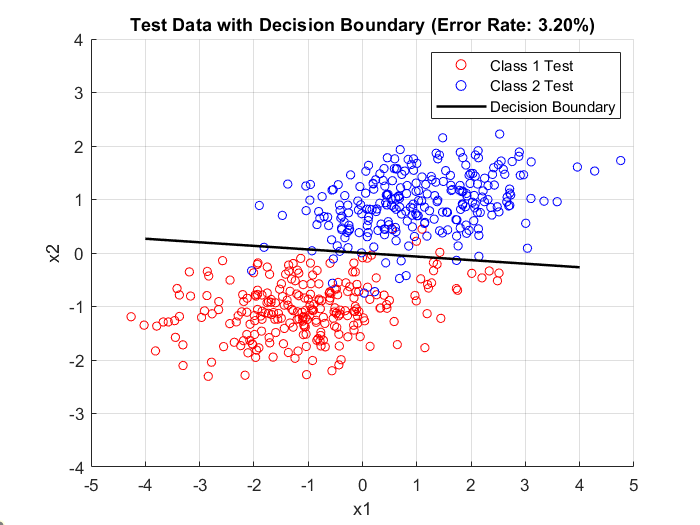 Test Data with Decision Boundary (Error Rate: 3.20%)
4
3
2
1
0
-1
-2
-3
-4
x2
Class 1 Test
Class 2 Test
Decision Boundary
-5 -4 -3 -2 -1 0 1 2 3 4 5
x1